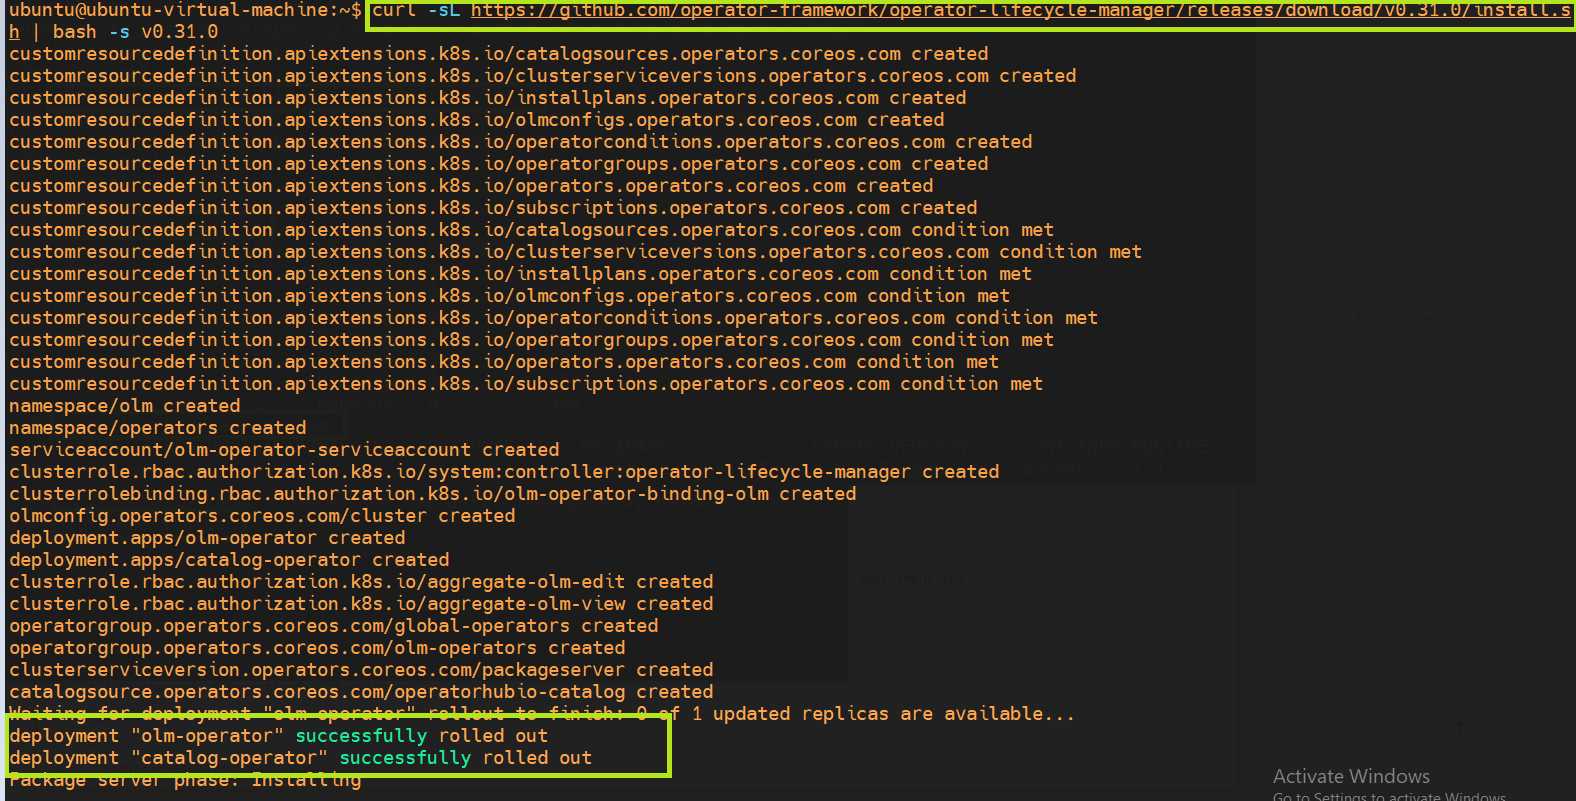 ubuntu@ubuntu-virtual-machine:~$ curl -sL https://github.com/operator-framework/operator-lifecycle-manager/releases/download/v0.31.0/install.s
h | bash -s v0.31.0
customresourcedefinition.apiextensions.k8s.io/catalogsources.operators.coreos.com created
customresourcedefinition.apiextensions.k8s.io/clusterserviceversions.operators.coreos.com created
customresourcedefinition.apiextensions.k8s.io/installplans.operators.coreos.com created
customresourcedefinition.apiextensions.k8s.io/olmconfigs.operators.coreos.com created
customresourcedefinition.apiextensions.k8s.io/operatorconditions.operators.coreos.com created
customresourcedefinition.apiextensions.k8s.io/operatorgroups.operators.coreos.com created
customresourcedefinition.apiextensions.k8s.io/operators.operators.coreos.com created
customresourcedefinition.apiextensions.k8s.io/subscriptions.operators.coreos.com created
customresourcedefinition.apiextensions.k8s.io/catalogsources.operators.coreos.com condition met
customresourcedefinition.apiextensions.k8s.io/clusterserviceversions.operators.coreos.com condition met
customresourcedefinition.apiextensions.k8s.io/installplans.operators.coreos.com condition met
customresourcedefinition.apiextensions.k8s.io/olmconfigs.operators.coreos.com condition met
customresourcedefinition.apiextensions.k8s.io/operatorconditions.operators.coreos.com condition met
customresourcedefinition.apiextensions.k8s.io/operatorgroups.operators.coreos.com condition met
customresourcedefinition.apiextensions.k8s.io/operators.operators.coreos.com condition met
customresourcedefinition.apiextensions.k8s.io/subscriptions.operators.coreos.com condition met
namespace/olm created
namespace/operators created
serviceaccount/olm-operator-serviceaccount created
clusterrole.rbac.authorization.k8s.io/system:controller:operator-lifecycle-manager created
clusterrolebinding.rbac.authorization.k8s.io/olm-operator-binding-olm created
olmconfig.operators.coreos.com/cluster created
deployment.apps/olm-operator created
deployment.apps/catalog-operator created
clusterrole.rbac.authorization.k8s.io/aggregate-olm-edit created
clusterrole.rbac.authorization.k8s.io/aggregate-olm-view created
operatorgroup.operators.coreos.com/global-operators created
operatorgroup.operators.coreos.com/olm-operators created
clusterserviceversion.operators.coreos.com/packageserver created
catalogsource.operators.coreos.com/operatorhubio-catalog created
Waiting for deployment "olm-operator" rollout to finish: 0 of 1 updated replicas are available...
deployment "olm-operator" successfully rolled out
deployment "catalog-operator" successfully rolled out
Package server phase: Installing
Activate Windows
Go to Settings to activate Windows.